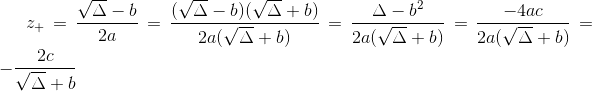 z₊ = (√Δ − b)/(2a) = ((√Δ − b)(√Δ + b))/(2a(√Δ + b)) = (Δ − b²)/(2a(√Δ + b)) = (−4ac)/(2a(√Δ + b)) =
−(2c)/(√Δ + b)